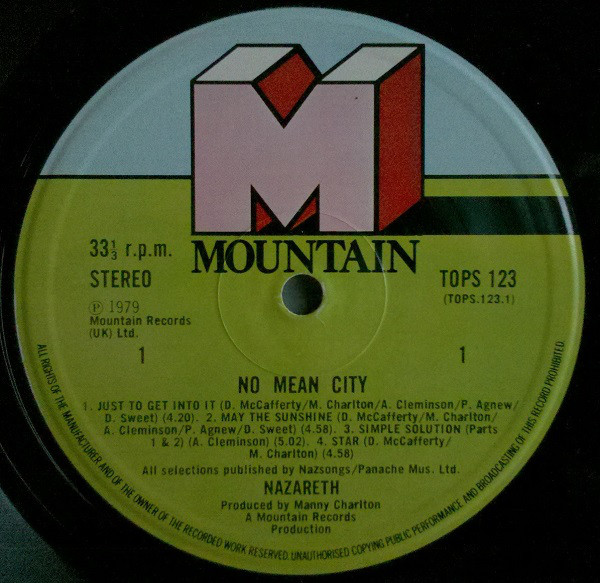 M
MOUNTAIN
33⅓ r.p.m.
STEREO
TOPS 123
(TOPS.123.1)
Ⓟ 1979
Mountain Records
(UK) Ltd.
1
1
NO MEAN CITY
1. JUST TO GET INTO IT (D. McCafferty/M. Charlton/A. Cleminson/P. Agnew/
D. Sweet) (4.20). 2. MAY THE SUNSHINE (D. McCafferty/M. Charlton/
A. Cleminson/P. Agnew/D. Sweet) (4.58). 3. SIMPLE SOLUTION (Parts
1 & 2) (A. Cleminson) (5.02). 4. STAR (D. McCafferty/
M. Charlton) (4.58)
All selections published by Nazsongs/Panache Mus. Ltd.
NAZARETH
Produced by Manny Charlton
A Mountain Records
Production
ALL RIGHTS OF THE MANUFACTURER AND OF THE OWNER OF THE RECORDED WORK RESERVED. UNAUTHORISED COPYING PUBLIC PERFORMANCE AND BROADCASTING OF THIS RECORD PROHIBITED.